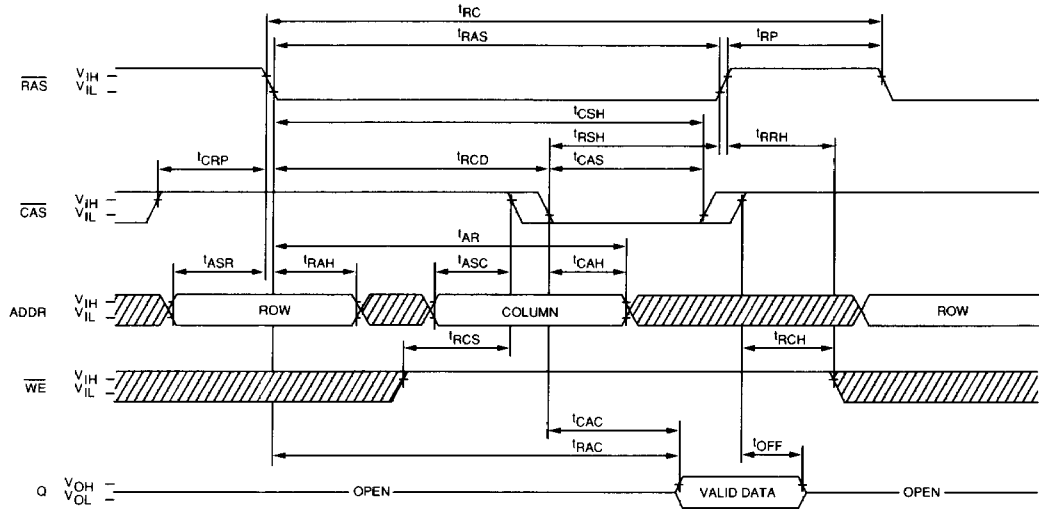 tRC
tRAS tRP
RAS VIH
VIL
tCSH
tRSH tRRH
tCRP tRCD tCAS
CAS VIH
VIL
tAR
tASR tRAH tASC tCAH
ADDR VIH
VIL
ROW COLUMN ROW
tRCS tRCH
WE VIH
VIL
tCAC
tRAC tOFF
Q VOH
VOL
OPEN VALID DATA OPEN